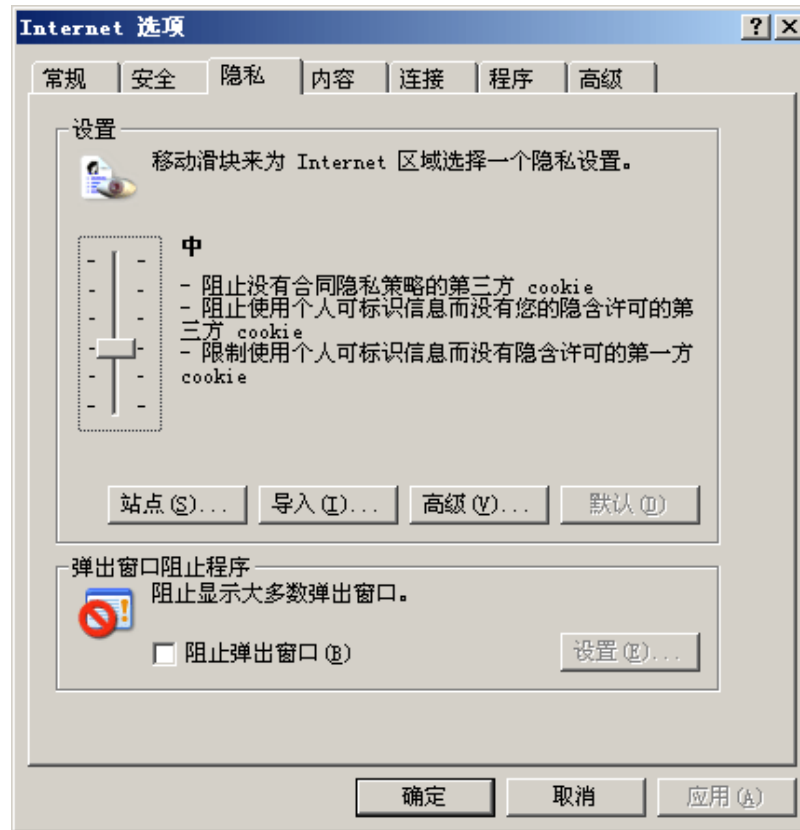 Internet 选项
常规 安全 隐私 内容 连接 程序 高级
设置
移动滑块来为 Internet 区域选择一个隐私设置。
中
- 阻止没有合同隐私策略的第三方 cookie
- 阻止使用个人可标识信息而没有您的隐含许可的第
三方 cookie
- 限制使用个人可标识信息而没有隐含许可的第一方
cookie
站点(S)... 导入(I)... 高级(V)... 默认(D)
弹出窗口阻止程序
阻止显示大多数弹出窗口。
阻止弹出窗口(B) 设置(E)...
确定 取消 应用(A)